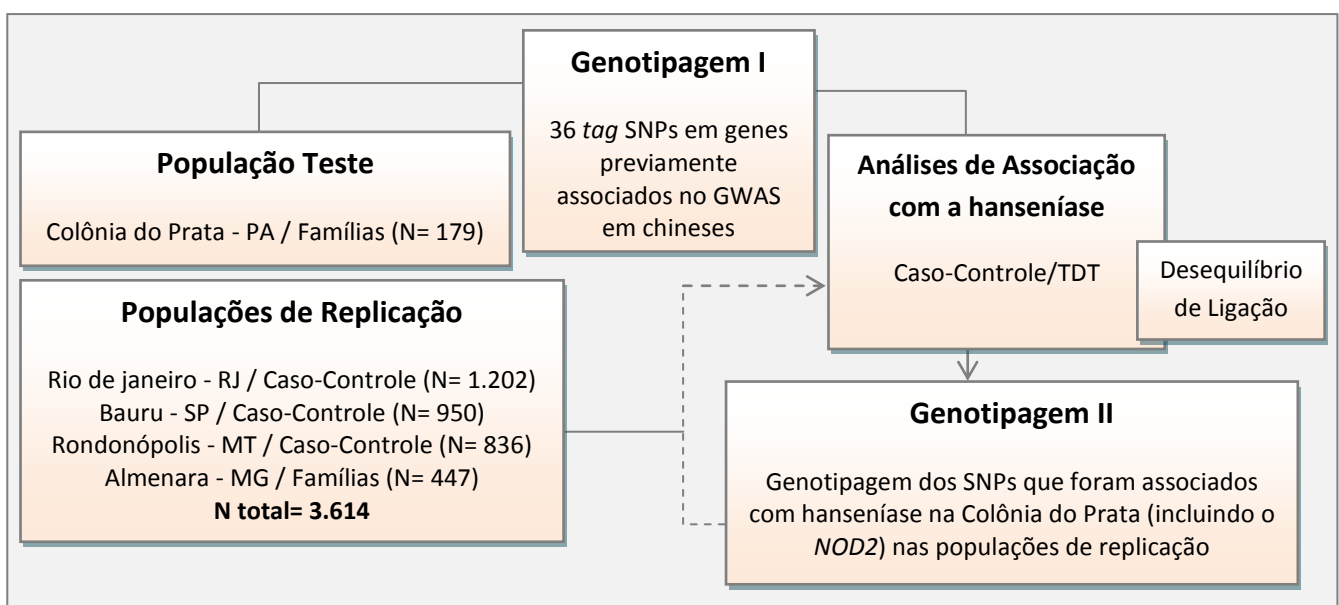 Genotipagem I
36 tag SNPs em genes
previamente
associados no GWAS
em chineses
População Teste
Colônia do Prata - PA / Famílias (N= 179)
Análises de Associação
com a hanseníase
Caso-Controle/TDT
Desequilíbrio
de Ligação
Populações de Replicação
Rio de janeiro - RJ / Caso-Controle (N= 1.202)
Bauru - SP / Caso-Controle (N= 950)
Rondonópolis - MT / Caso-Controle (N= 836)
Almenara - MG / Famílias (N= 447)
N total= 3.614
Genotipagem II
Genotipagem dos SNPs que foram associados
com hanseníase na Colônia do Prata (incluindo o
NOD2) nas populações de replicação